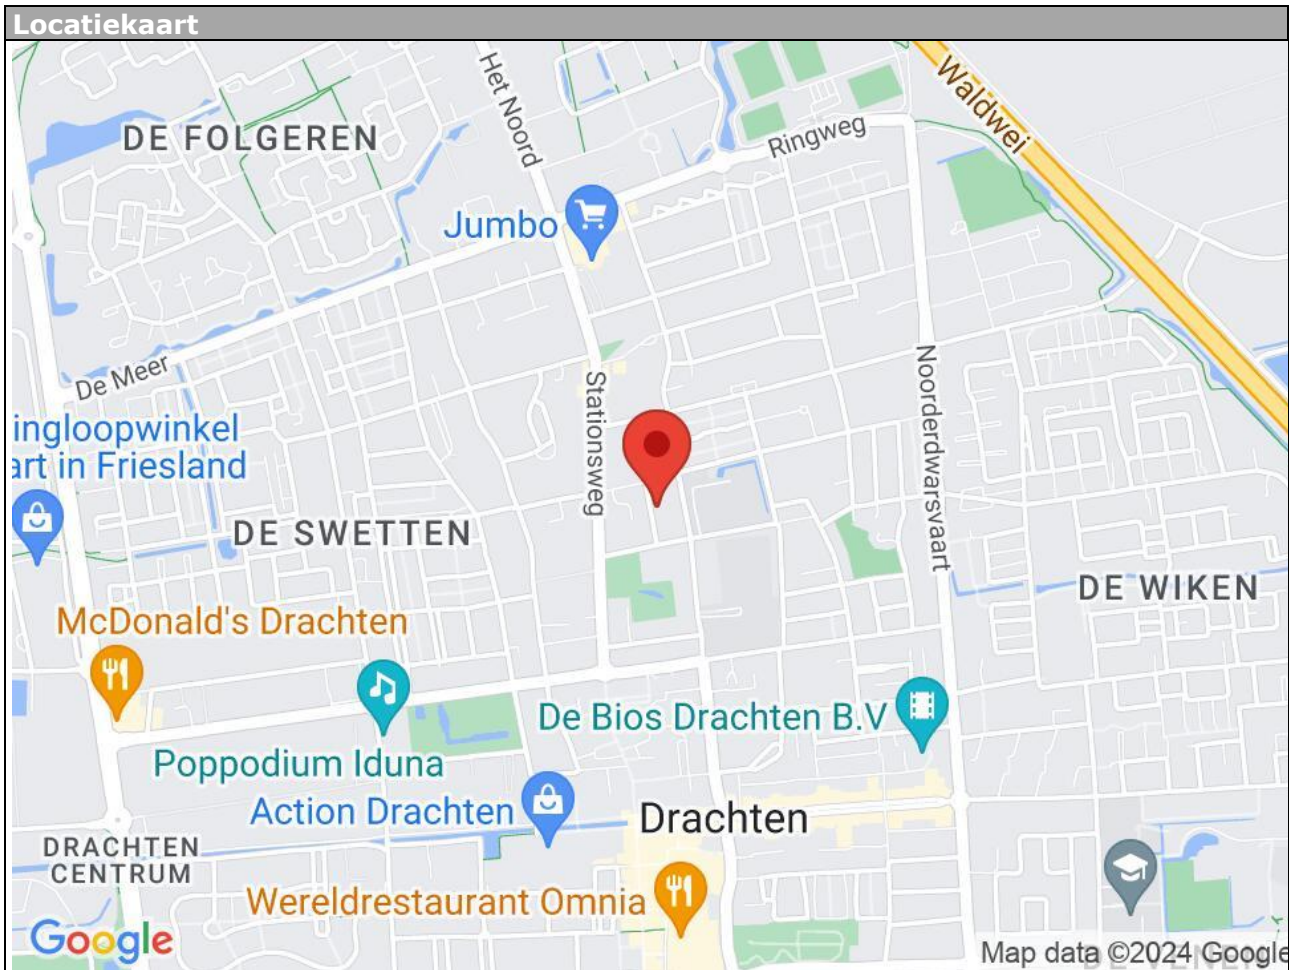 Locatiekaart
Het Noord
Waldwei
DE FOLGEREN
Ringweg
Jumbo
De Meer
Stationsweg
Noorderdwarsvaart
ingloopwinkel
art in Friesland
DE SWETTEN
DE WIKEN
McDonald's Drachten
De Bios Drachten B.V
Poppodium Iduna
Action Drachten
Drachten
DRACHTEN
CENTRUM
Wereldrestaurant Omnia
Google
Map data ©2024 Google